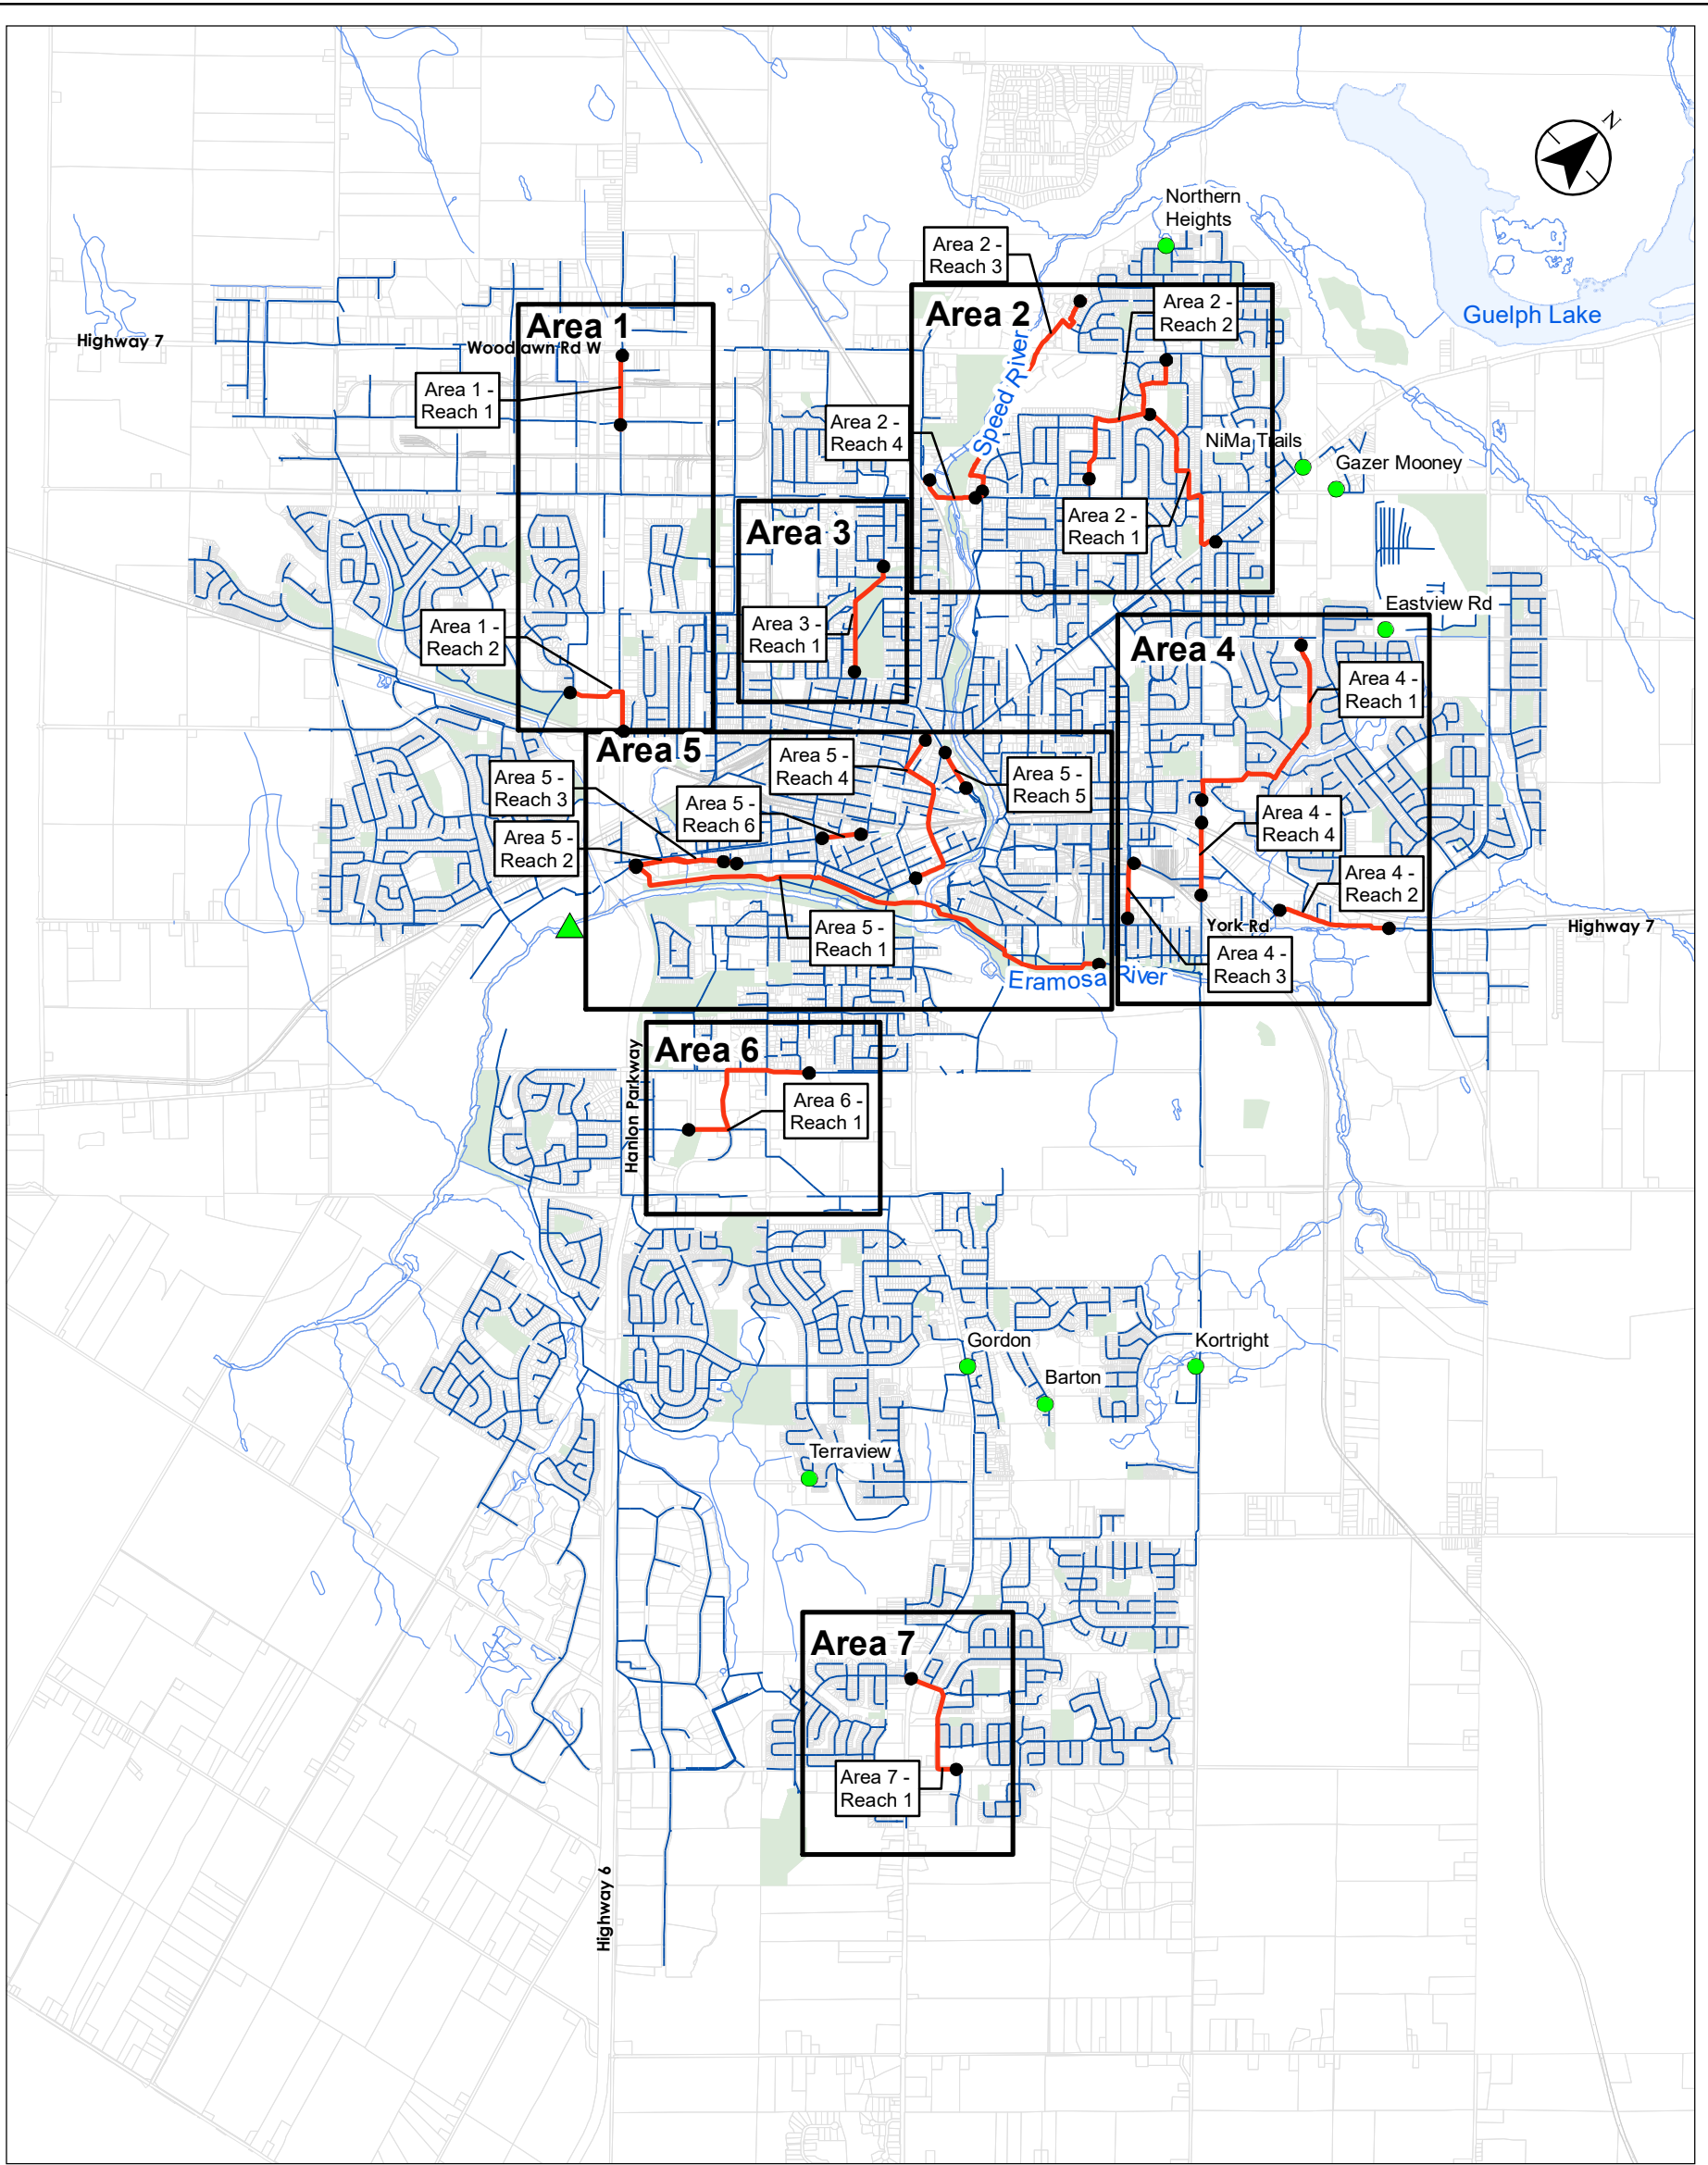 N
Northern
Heights
Area 2 -
Reach 3
Area 2
Area 2 -
Reach 2
Guelph Lake
Area 1
Highway 7
Woodlawn Rd W
Speed River
Area 1 -
Reach 1
Area 2 -
Reach 4
NiMa Trails
Gazer Mooney
Area 2 -
Reach 1
Area 3
Eastview Rd
Area 3 -
Reach 1
Area 1 -
Reach 2
Area 4
Area 4 -
Reach 1
Area 5
Area 5 -
Reach 4
Area 5 -
Reach 3
Area 5 -
Reach 5
Area 5 -
Reach 6
Area 4 -
Reach 4
Area 5 -
Reach 2
Area 4 -
Reach 2
Area 5 -
Reach 1
York Rd
Highway 7
Area 4 -
Reach 3
Eramosa River
Area 6
Hanlon Parkway
Area 6 -
Reach 1
Gordon
Kortright
Barton
Terraview
Area 7
Area 7 -
Reach 1
Highway 6